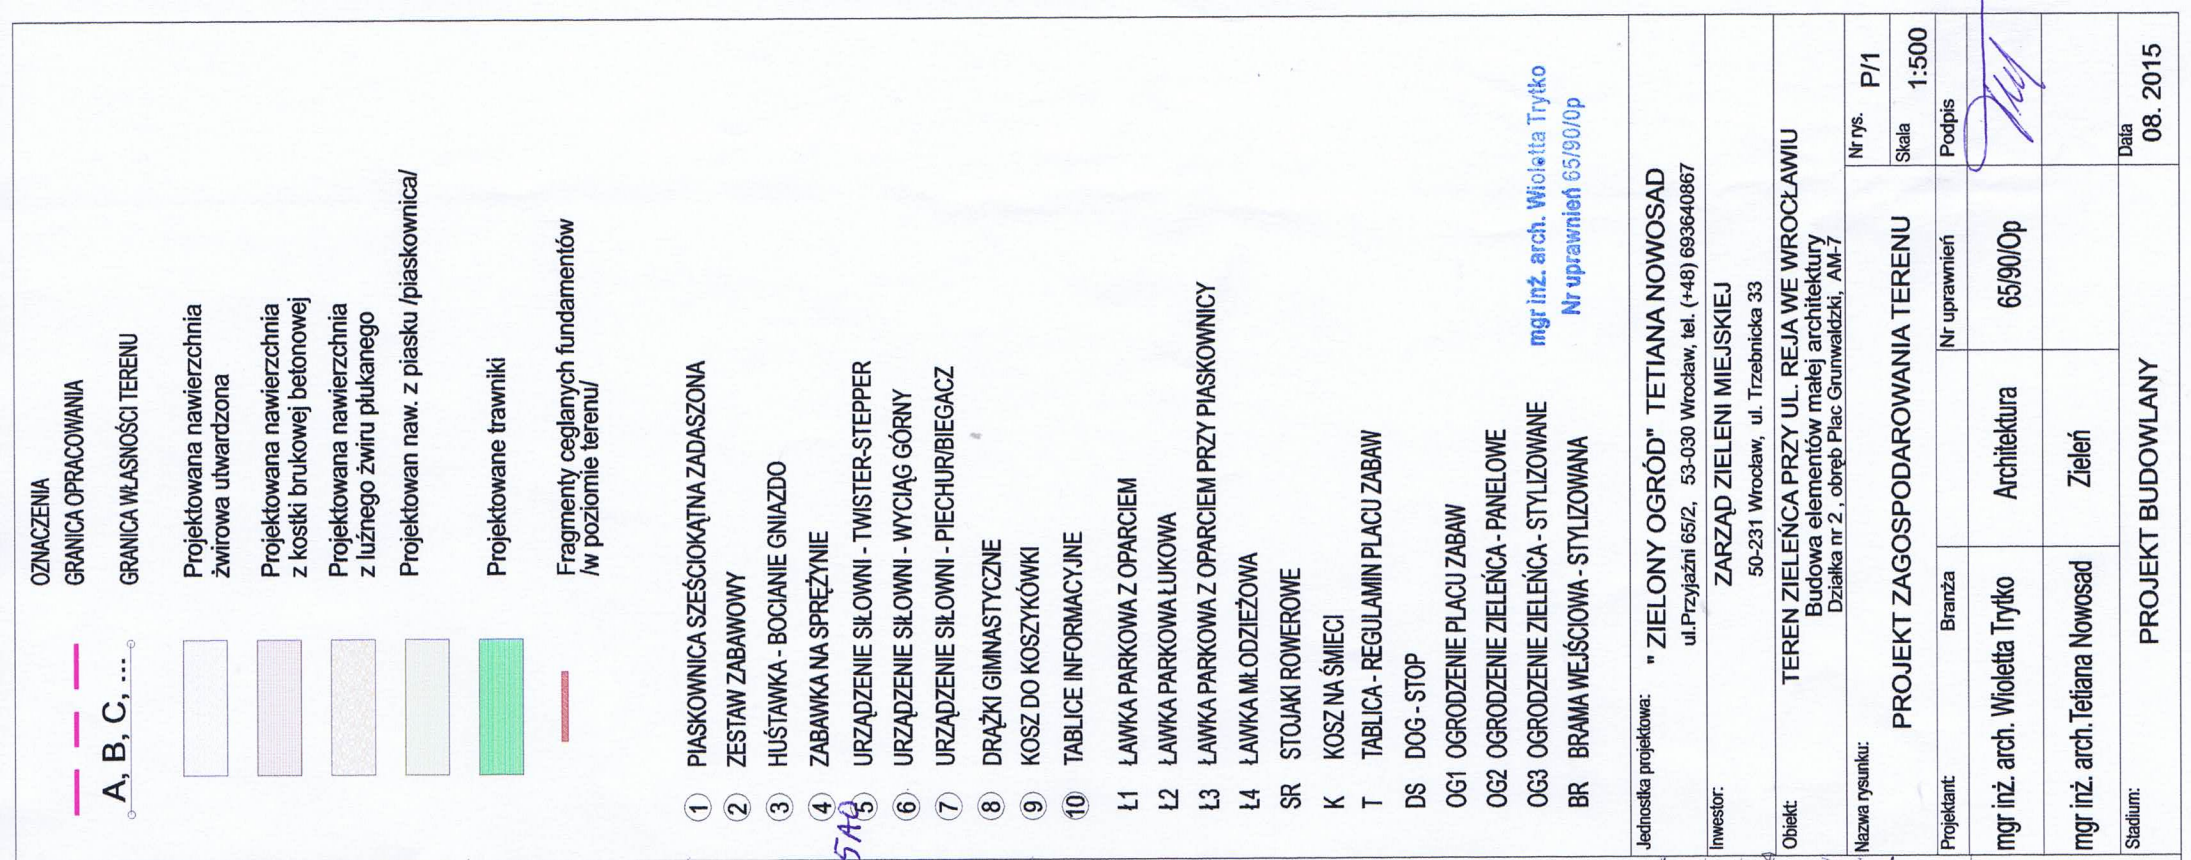 OZNACZENIA
GRANICA OPRACOWANIA
A, B, C, ... GRANICA WŁASNOŚCI TERENU
Projektowana nawierzchnia
żwirowa utwardzona
Projektowana nawierzchnia
z kostki brukowej betonowej
Projektowana nawierzchnia
z luźnego żwiru płukanego
Projektowan naw. z piasku /piaskownica/
Projektowane trawniki
Fragmenty ceglanych fundamentów
/w poziomie terenu/
1 PIASKOWNICA SZEŚCIOKĄTNA ZADASZONA
2 ZESTAW ZABAWOWY
3 HUŚTAWKA - BOCIANIE GNIAZDO
4 ZABAWKA NA SPRĘŻYNIE
5 URZĄDZENIE SIŁOWNI - TWISTER-STEPPER
6 URZĄDZENIE SIŁOWNI - WYCIĄG GÓRNY
7 URZĄDZENIE SIŁOWNI - PIECHUR/BIEGACZ
8 DRĄŻKI GIMNASTYCZNE
9 KOSZ DO KOSZYKÓWKI
10 TABLICE INFORMACYJNE
Ł1 ŁAWKA PARKOWA Z OPARCIEM
Ł2 ŁAWKA PARKOWA ŁUKOWA
Ł3 ŁAWKA PARKOWA Z OPARCIEM PRZY PIASKOWNICY
Ł4 ŁAWKA MŁODZIEŻOWA
SR STOJAKI ROWEROWE
K KOSZ NA ŚMIECI
T TABLICA - REGULAMIN PLACU ZABAW
DS DOG - STOP
OG1 OGRODZENIE PLACU ZABAW
OG2 OGRODZENIE ZIELEŃCA - PANELOWE
OG3 OGRODZENIE ZIELEŃCA - STYLIZOWANE
BR BRAMA WEJŚCIOWA - STYLIZOWANA
mgr inż. arch. Wioletta Trytko
Nr uprawnień 65/90/Op
Jednostka projektowa: " ZIELONY OGRÓD" TETIANA NOWOSAD
ul.Przyjaźni 65/2, 53-030 Wrocław, tel. (+48) 693640867
Inwestor: ZARZĄD ZIELENI MIEJSKIEJ
50-231 Wrocław, ul. Trzebnicka 33
Obiekt: TEREN ZIELEŃCA PRZY UL. REJA WE WROCŁAWIU
Budowa elementów małej architektury
Działka nr 2 , obręb Plac Grunwaldzki, AM-7
Nazwa rysunku: PROJEKT ZAGOSPODAROWANIA TERENU
Nr rys. P/1
Skala 1:500
Projektant: Branża Nr uprawnień Podpis
mgr inż. arch. Wioletta Trytko Architektura 65/90/Op
mgr inż. arch.Tetiana Nowosad Zieleń
Stadium: PROJEKT BUDOWLANY
Data 08. 2015